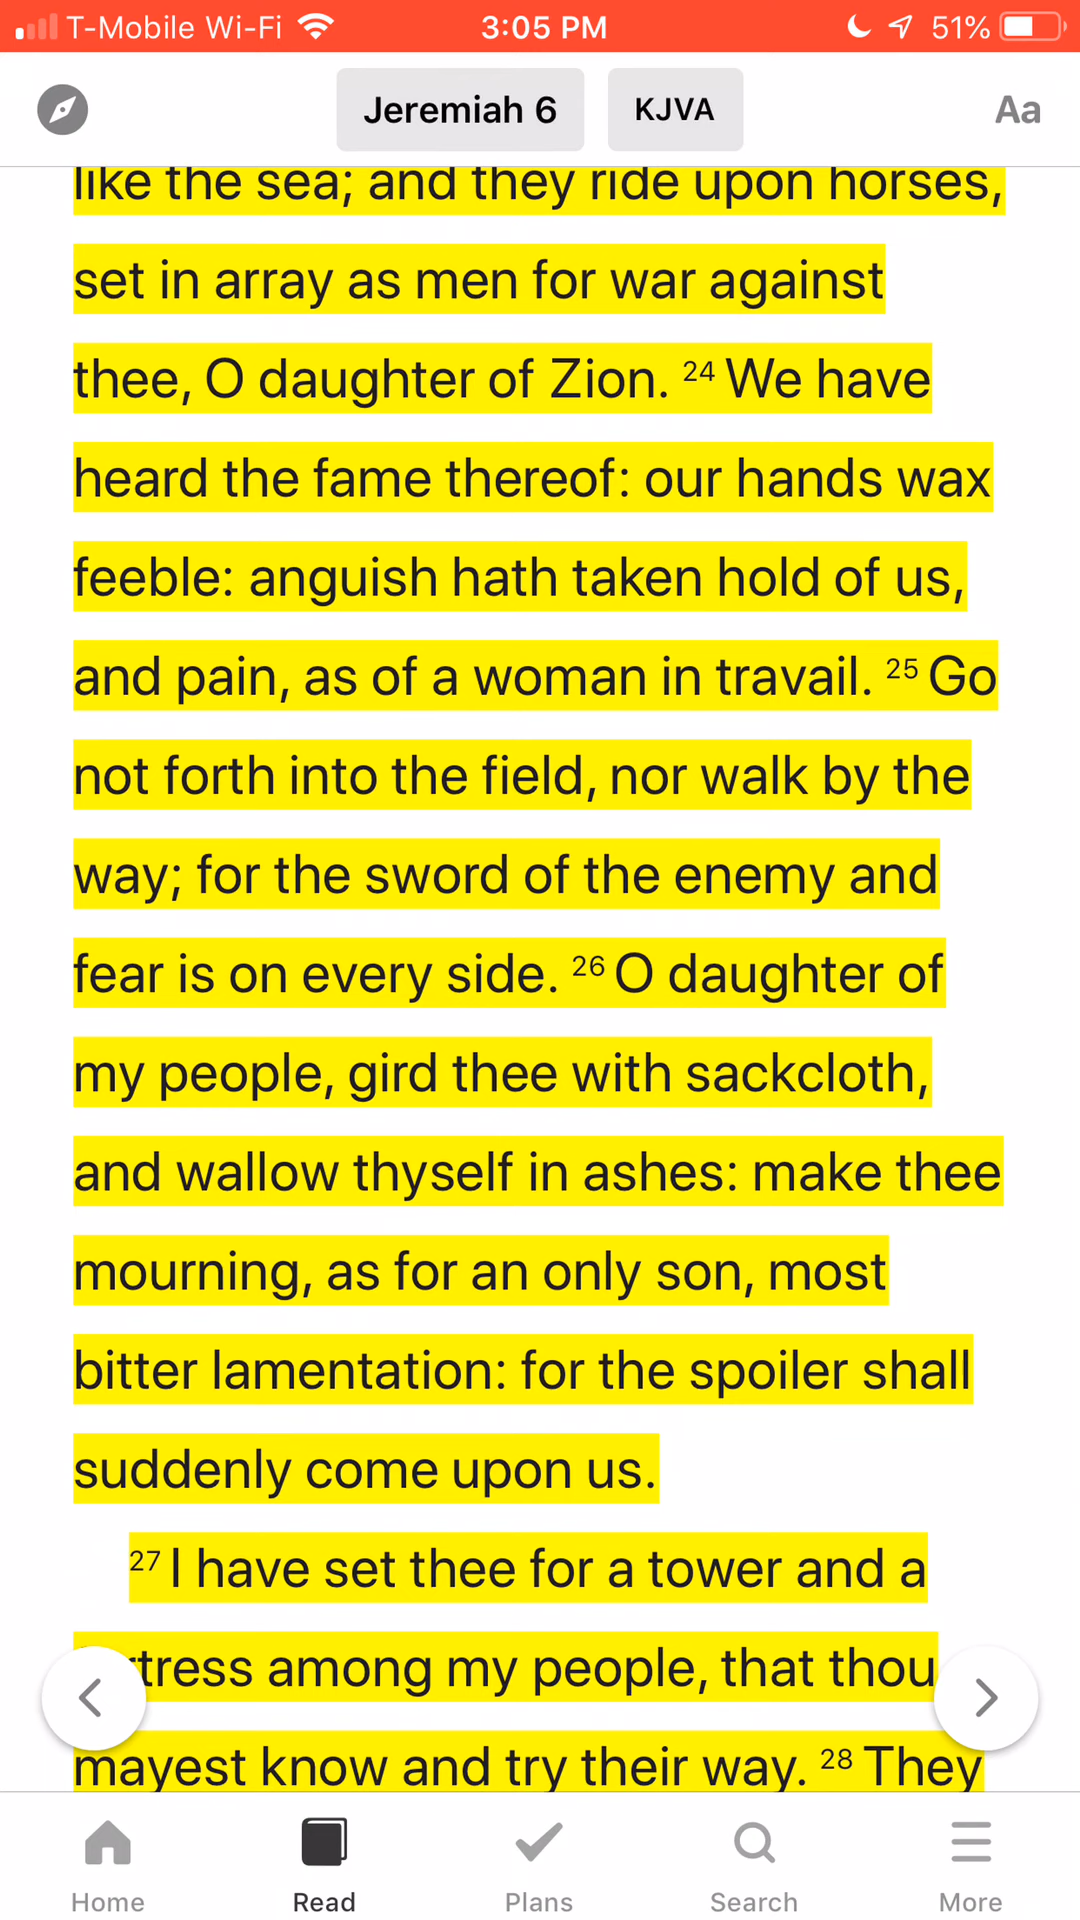 T-Mobile Wi-Fi 3:05 PM 51%
Jeremiah 6 KJVA Aa
like the sea; and they ride upon horses,
set in array as men for war against
thee, O daughter of Zion. 24 We have
heard the fame thereof: our hands wax
feeble: anguish hath taken hold of us,
and pain, as of a woman in travail. 25 Go
not forth into the field, nor walk by the
way; for the sword of the enemy and
fear is on every side. 26 O daughter of
my people, gird thee with sackcloth,
and wallow thyself in ashes: make thee
mourning, as for an only son, most
bitter lamentation: for the spoiler shall
suddenly come upon us.
27 I have set thee for a tower and a
tress among my people, that thou
mayest know and try their way. 28 They
Home Read Plans Search More